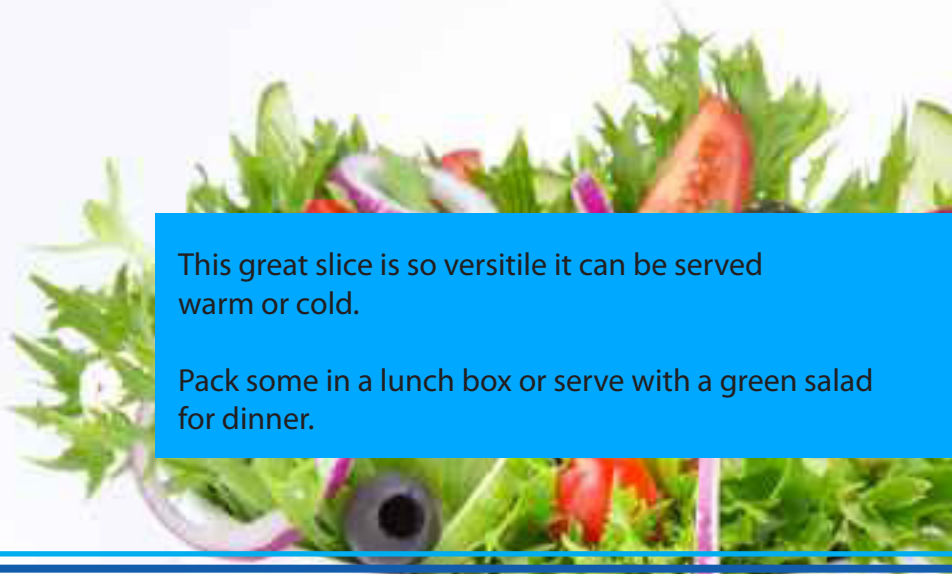 This great slice is so versitile it can be served
warm or cold.
Pack some in a lunch box or serve with a green salad
for dinner.